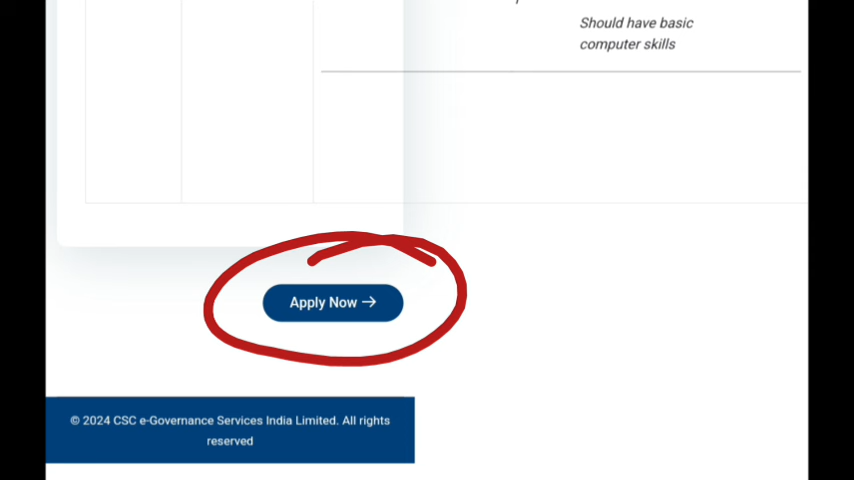 Should have basic
computer skills
Apply Now →
© 2024 CSC e-Governance Services India Limited. All rights
reserved